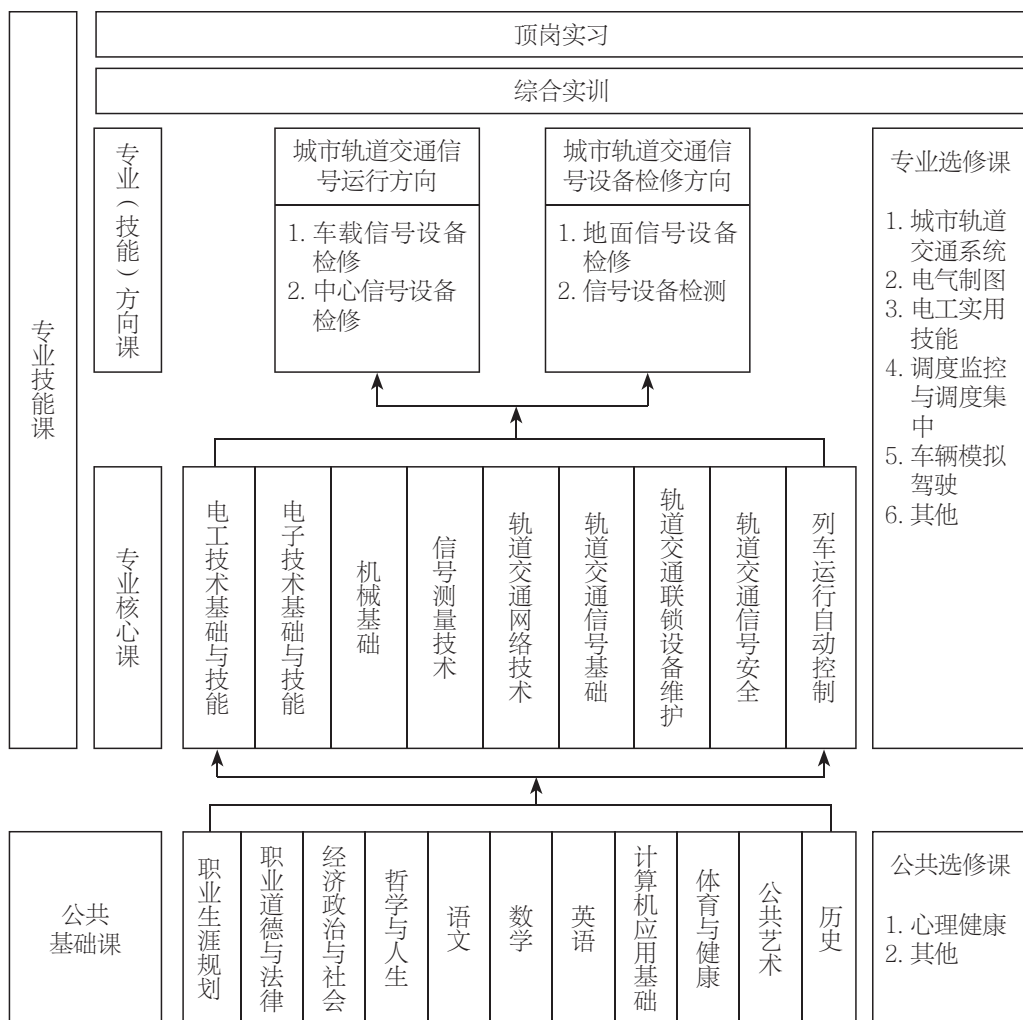 顶岗实习
综合实训
专业技能课
专业（技能）方向课
城市轨道交通信
号运行方向
1. 车载信号设备
检修
2. 中心信号设备
检修
城市轨道交通信
号设备检修方向
1. 地面信号设备
检修
2. 信号设备检测
专业选修课
1. 城市轨道
交通系统
2. 电气制图
3. 电工实用
技能
4. 调度监控
与调度集
中
5. 车辆模拟
驾驶
6. 其他
专业核心课
电工技术基础与技能
电子技术基础与技能
机械基础
信号测量技术
轨道交通网络技术
轨道交通信号基础
轨道交通联锁设备维护
轨道交通信号安全
列车运行自动控制
公共
基础课
职业生涯规划
职业道德与法律
经济政治与社会
哲学与人生
语文
数学
英语
计算机应用基础
体育与健康
公共艺术
历史
公共选修课
1. 心理健康
2. 其他